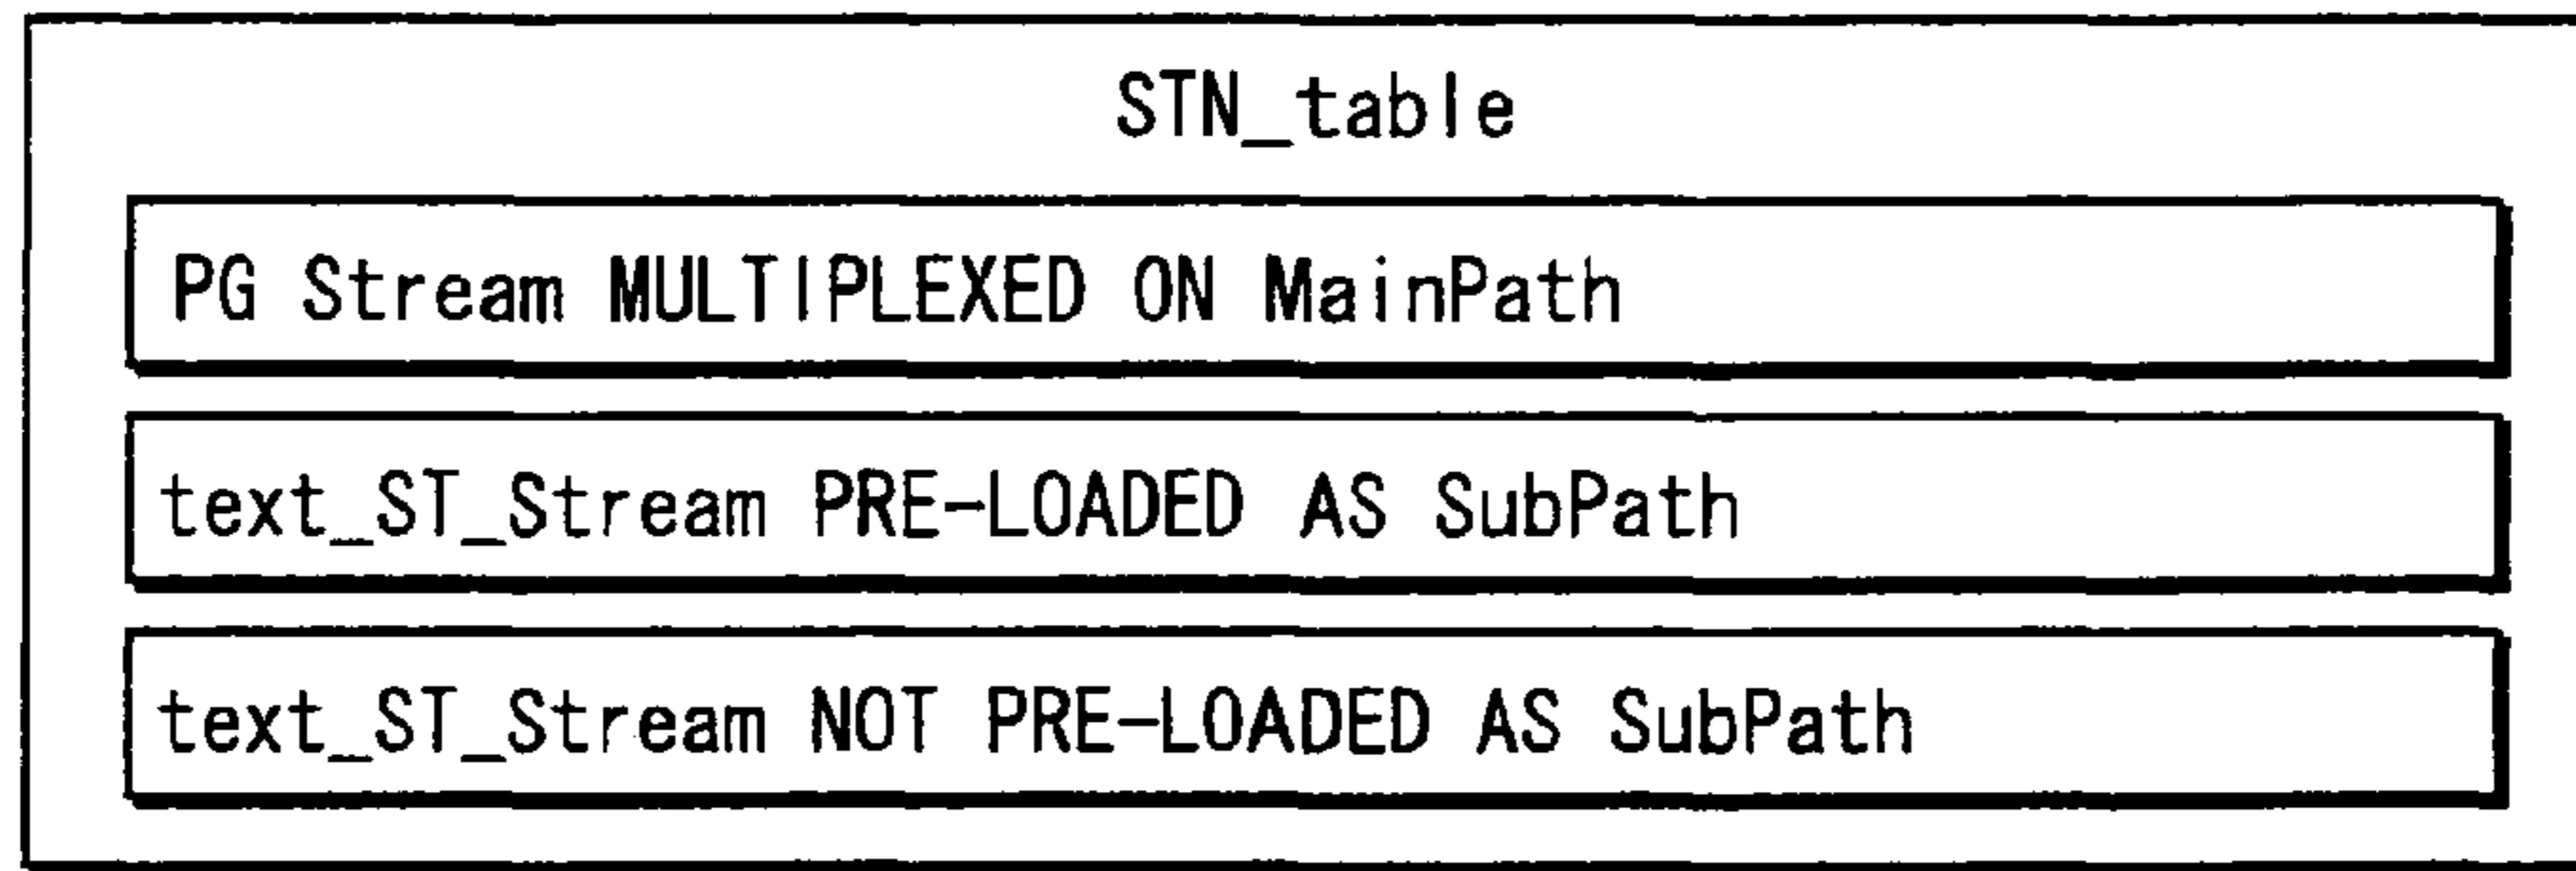 STN_table
PG Stream MULTIPLEXED ON MainPath
text_ST_Stream PRE-LOADED AS SubPath
text_ST_Stream NOT PRE-LOADED AS SubPath